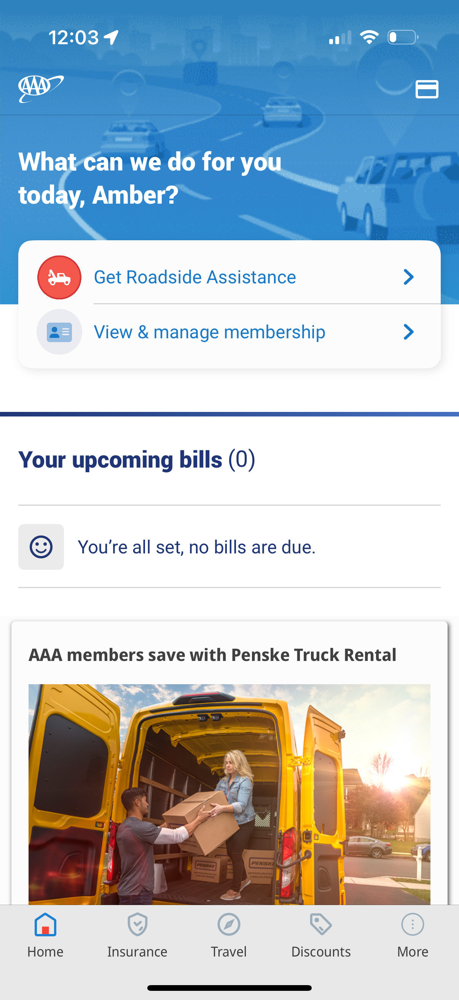 12:03
AAA
What can we do for you
today, Amber?
Get Roadside Assistance
View & manage membership
Your upcoming bills (0)
You’re all set, no bills are due.
AAA members save with Penske Truck Rental
PENSKE
PENSKE
Home
Insurance
Travel
Discounts
More